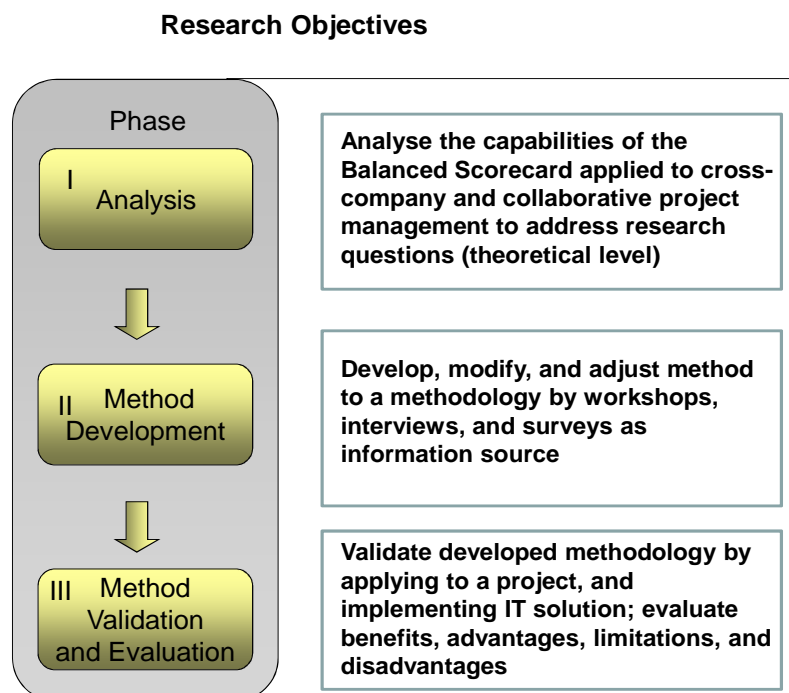 Research Objectives
Phase
I
Analysis
Analyse the capabilities of the
Balanced Scorecard applied to cross-
company and collaborative project
management to address research
questions (theoretical level)
II
Method
Development
Develop, modify, and adjust method
to a methodology by workshops,
interviews, and surveys as
information source
III
Method
Validation
and Evaluation
Validate developed methodology by
applying to a project, and
implementing IT solution; evaluate
benefits, advantages, limitations, and
disadvantages